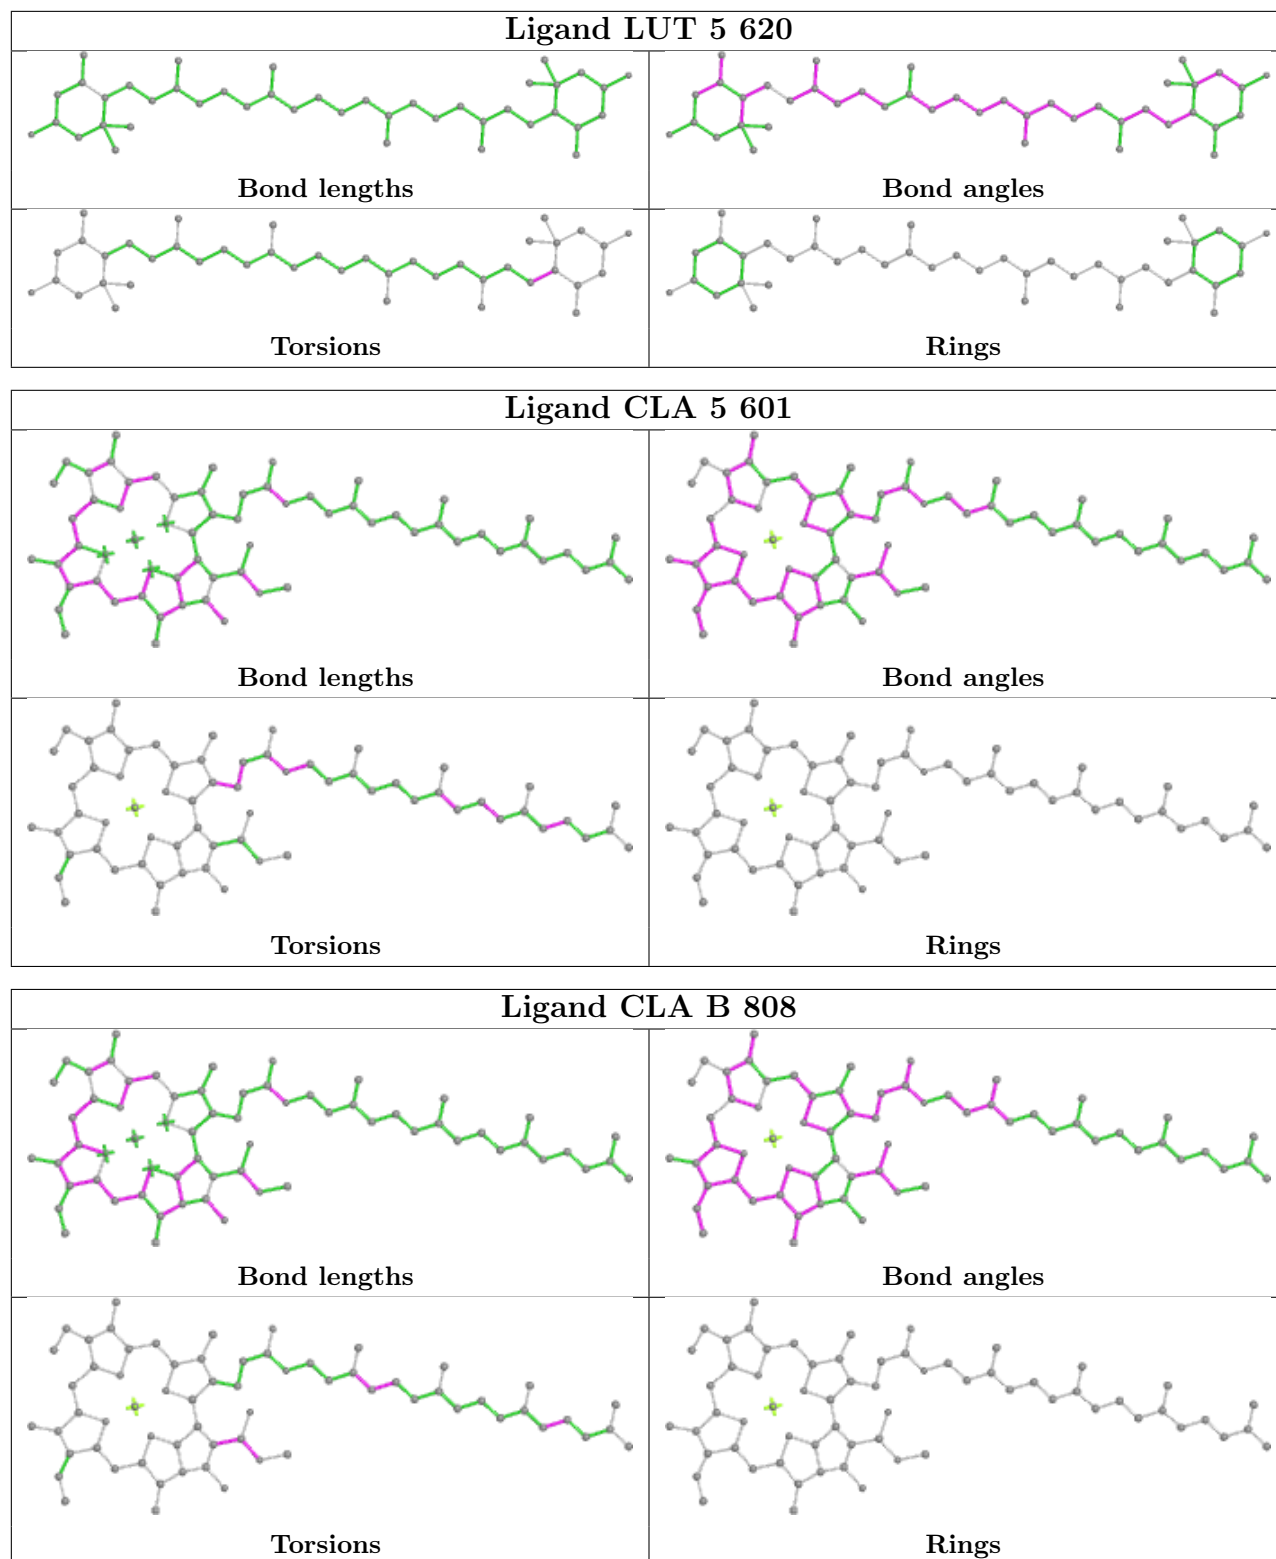 Ligand LUT 5 620
Bond lengths
Bond angles
Torsions
Rings
Ligand CLA 5 601
Bond lengths
Bond angles
Torsions
Rings
Ligand CLA B 808
Bond lengths
Bond angles
Torsions
Rings